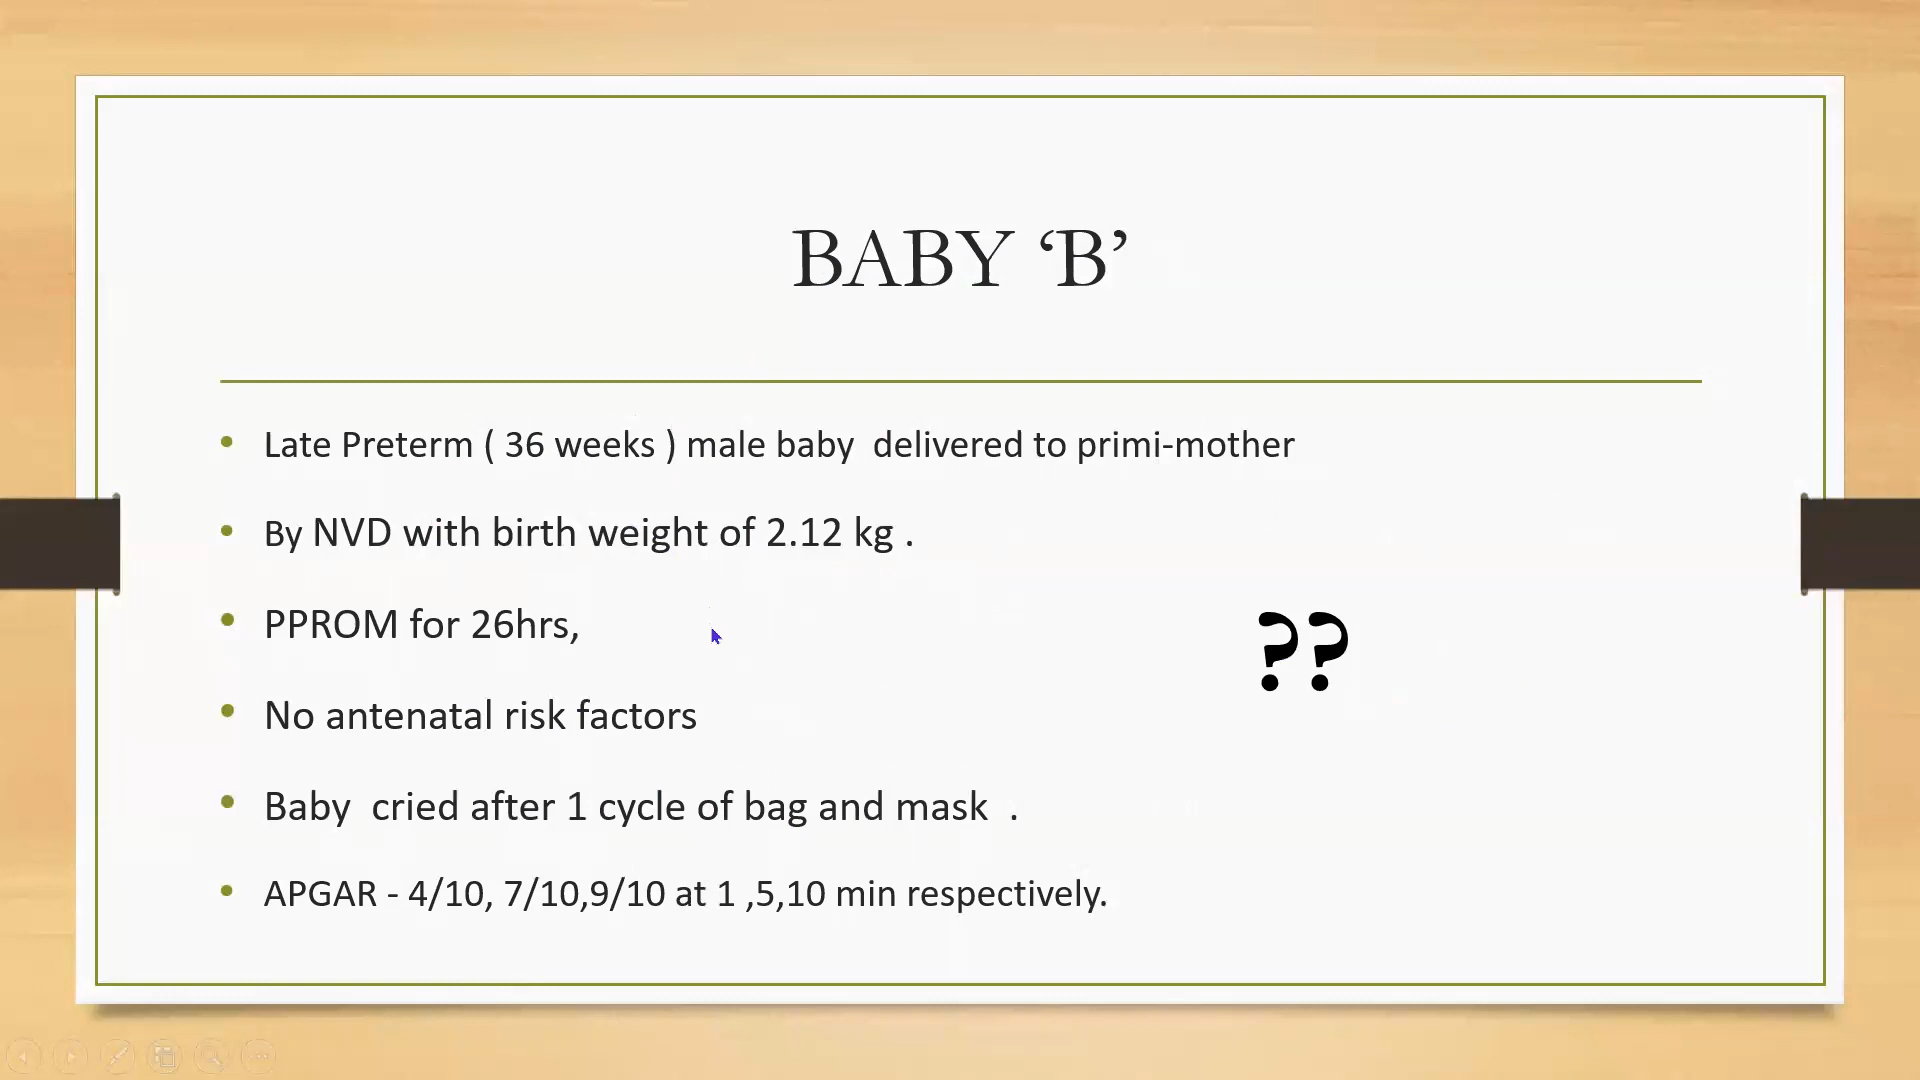 BABY ‘B’
• Late Preterm ( 36 weeks ) male baby  delivered to primi-mother
• By NVD with birth weight of 2.12 kg .
• PPROM for 26hrs,
??
• No antenatal risk factors
• Baby  cried after 1 cycle of bag and mask  .
• APGAR - 4/10, 7/10,9/10 at 1 ,5,10 min respectively.